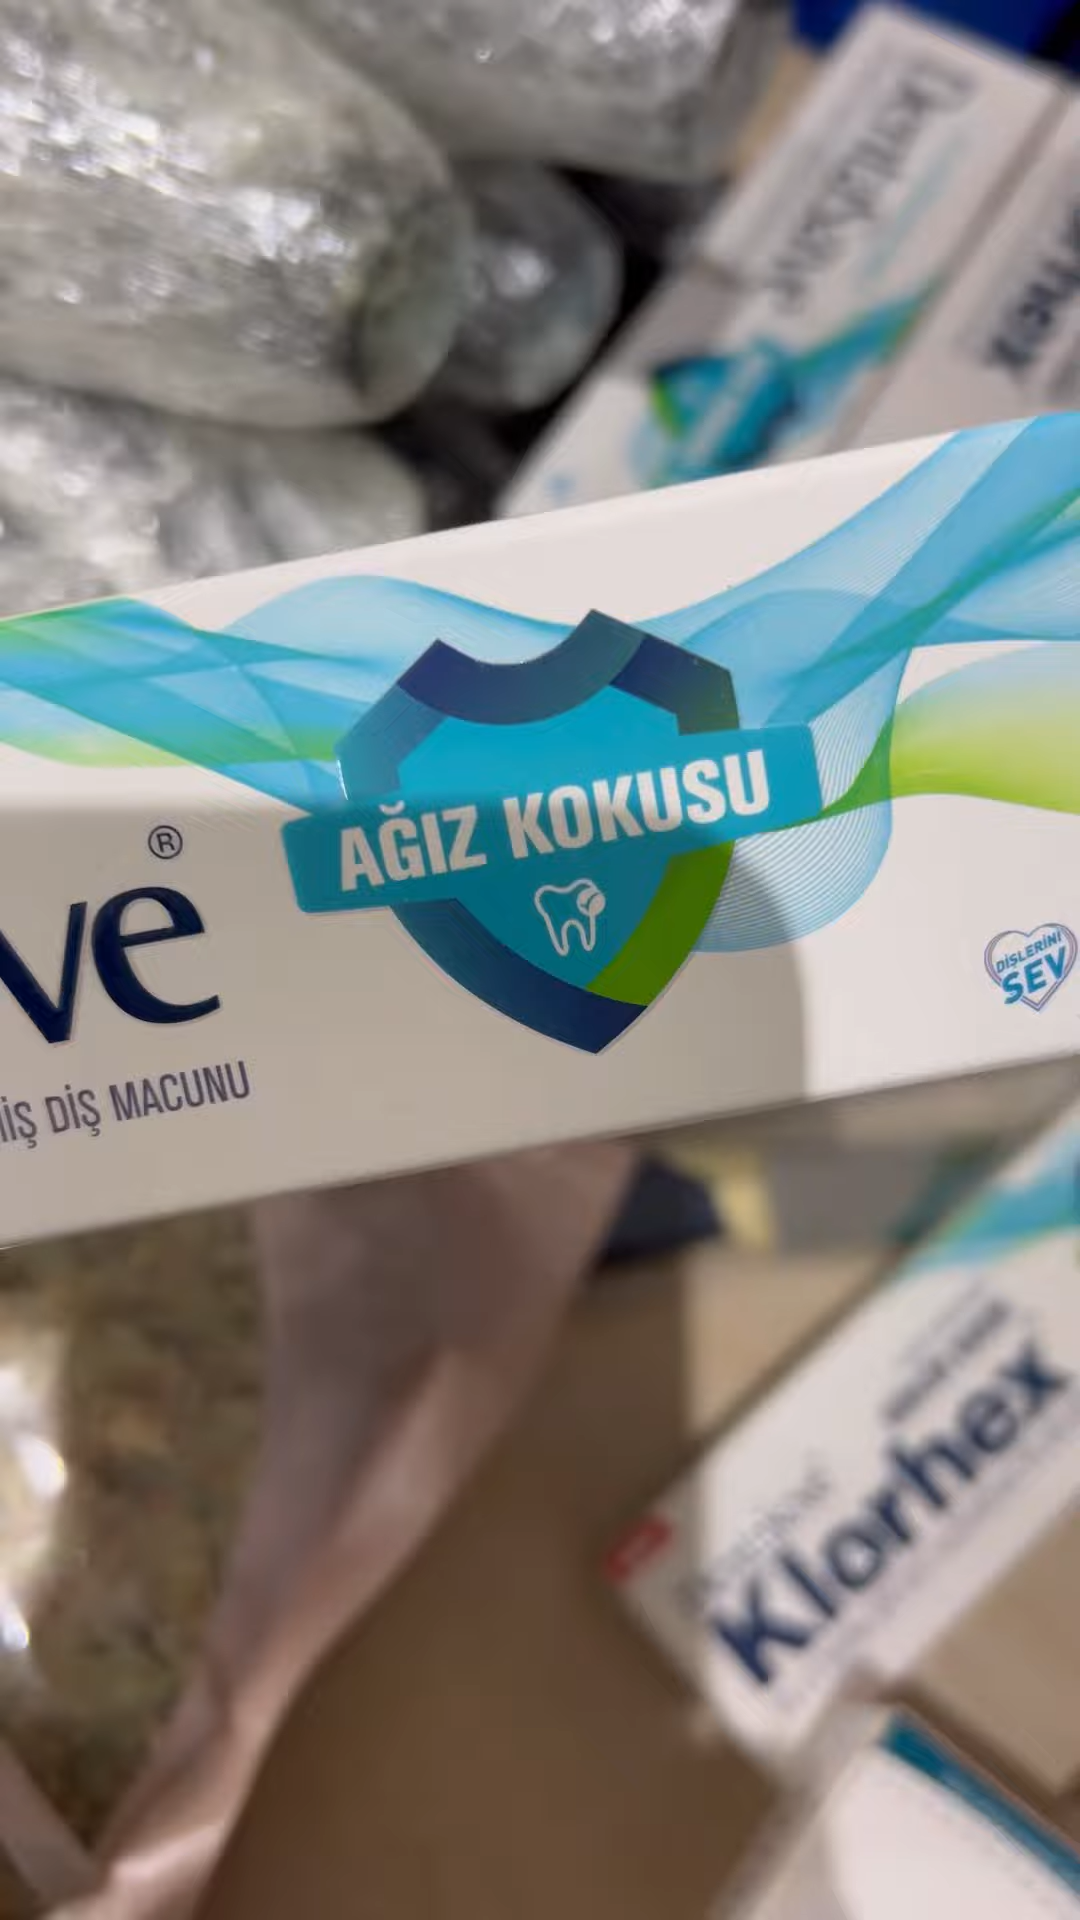 AĞIZ KOKUSU
®
ve
İŞ DİŞ MACUNU
DİŞLERİNİ
SEV
Klorhex